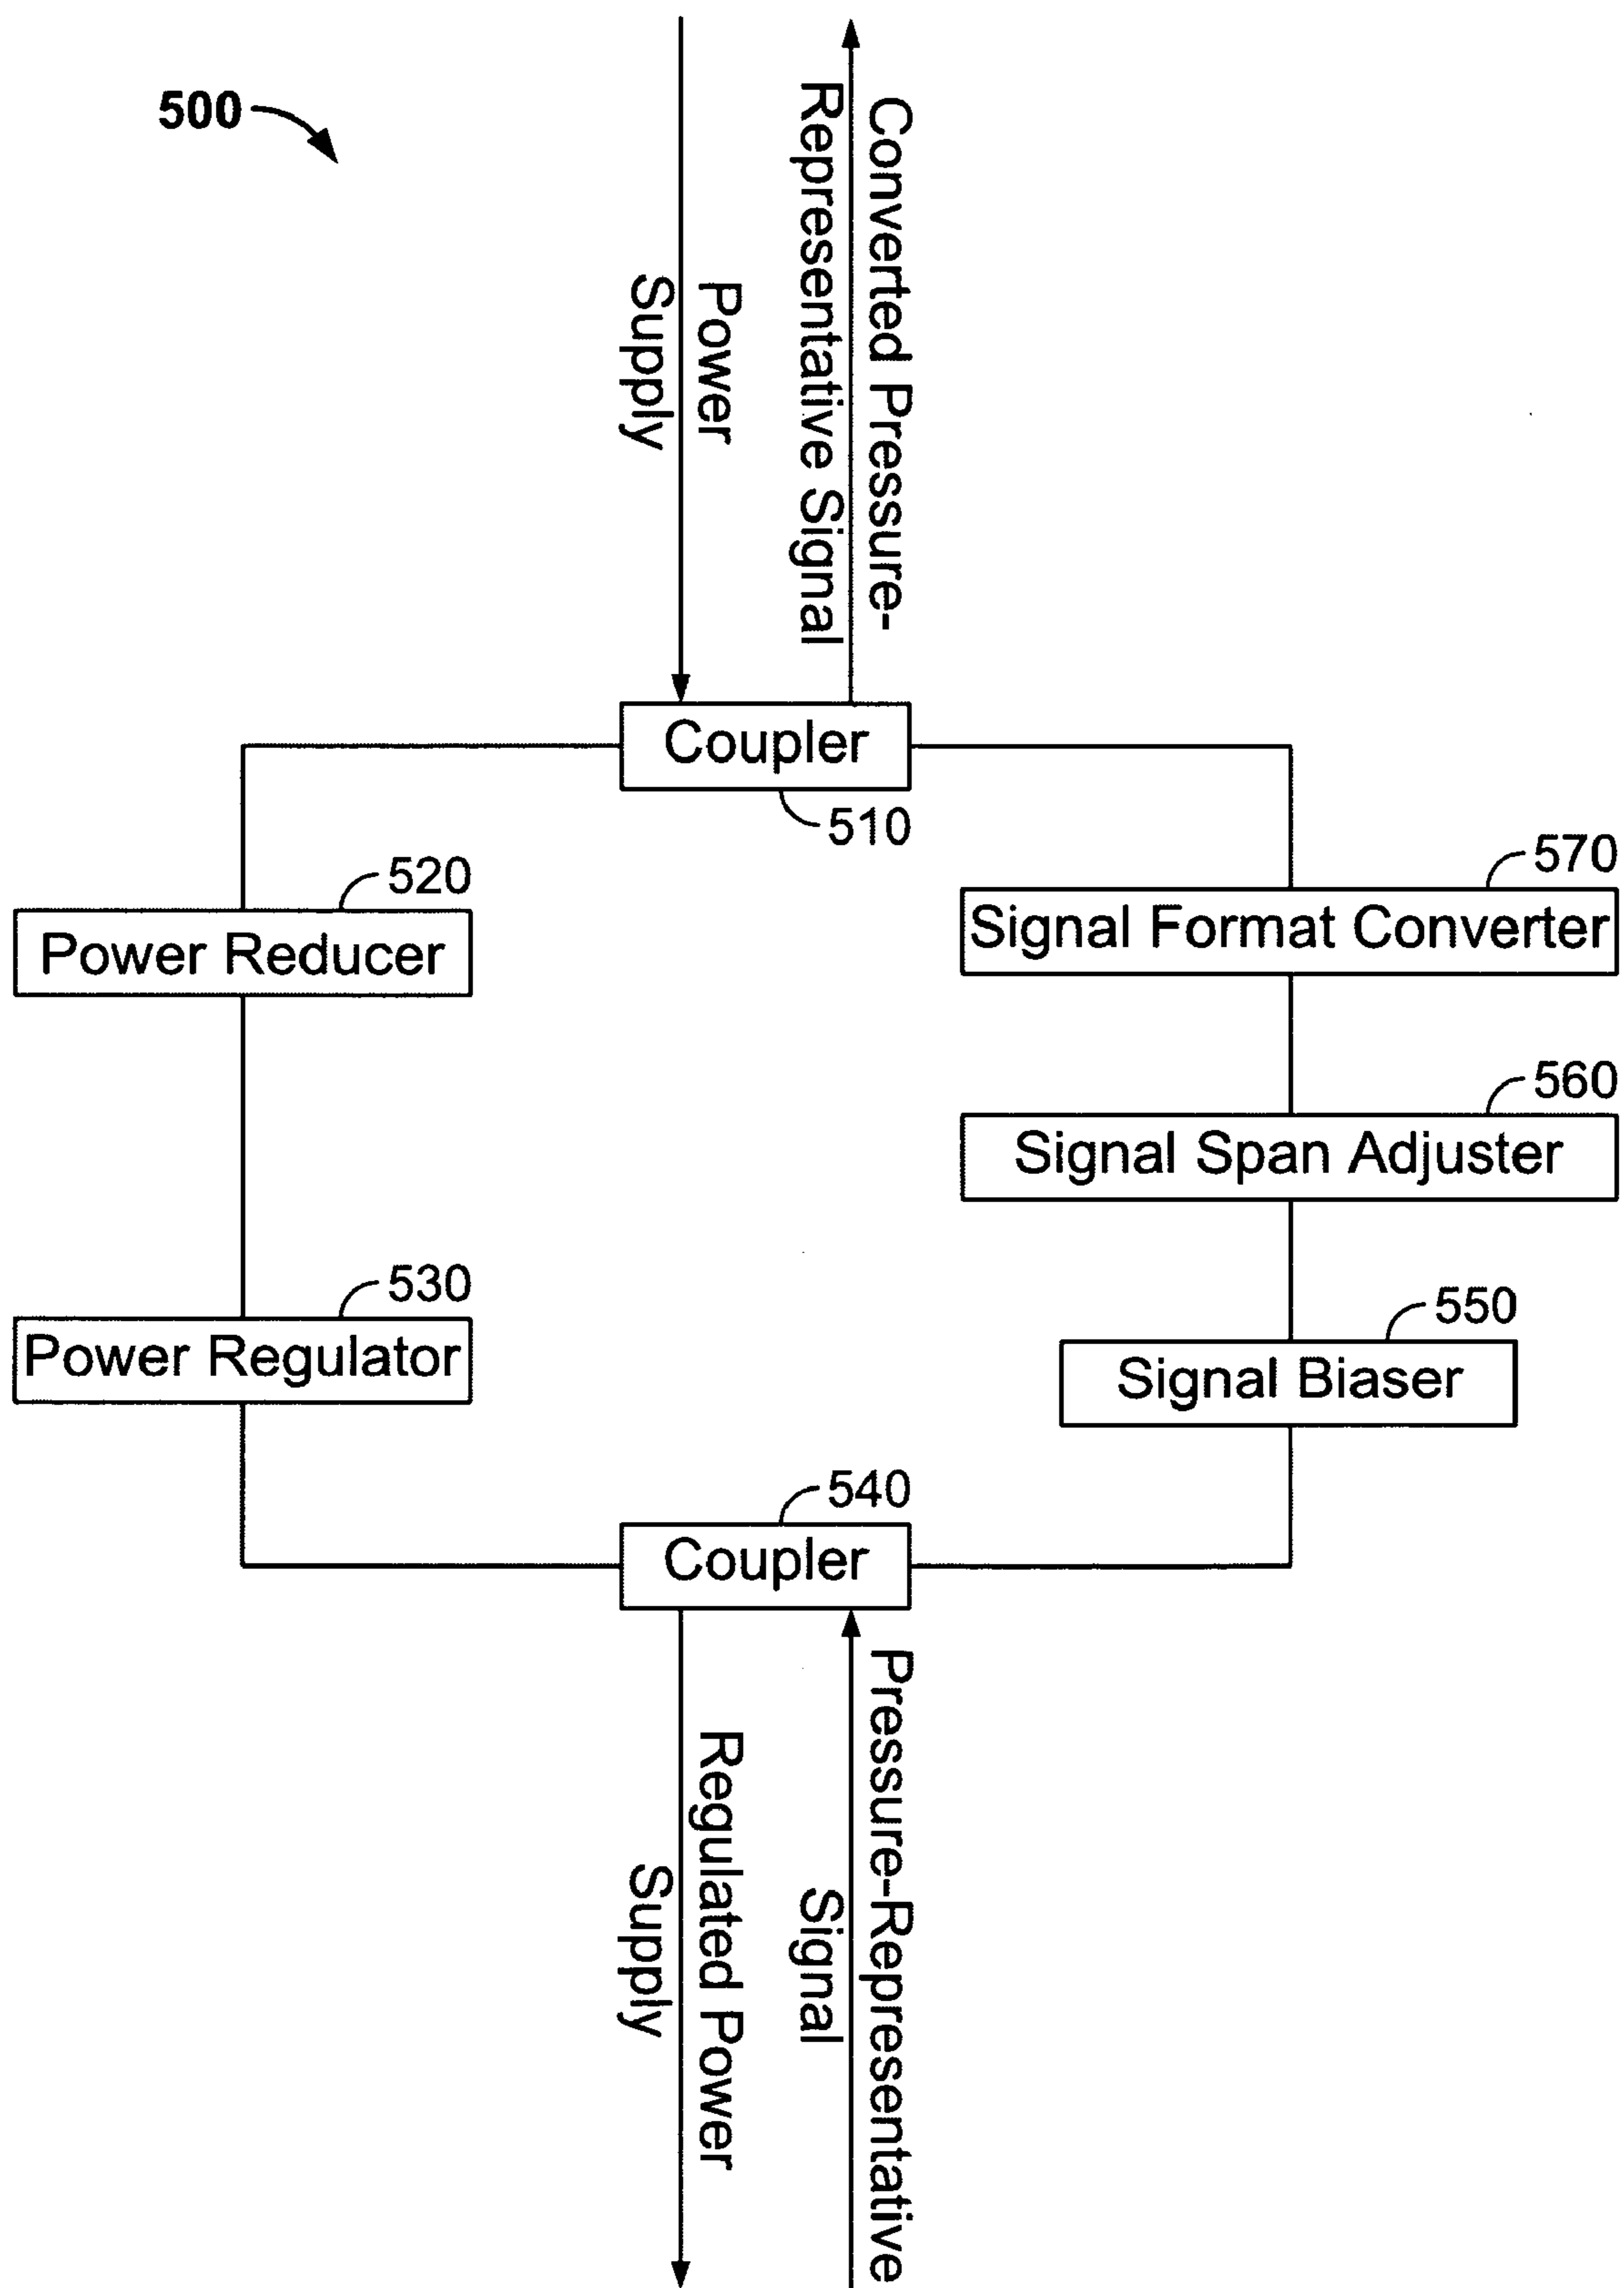 500
Converted Pressure-
Representative Signal
Power
Supply
Coupler
510
520
Power Reducer
570
Signal Format Converter
560
Signal Span Adjuster
530
Power Regulator
550
Signal Biaser
540
Coupler
Regulated Power
Supply
Pressure-Representative
Signal